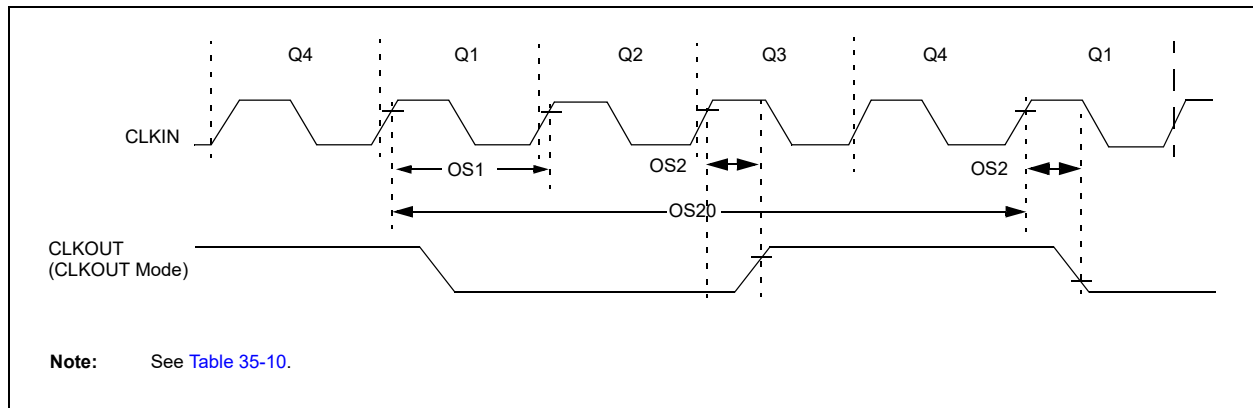 Q4 Q1 Q2 Q3 Q4 Q1
CLKIN
OS1 OS2 OS2
OS20
CLKOUT
(CLKOUT Mode)
Note: See Table 35-10.